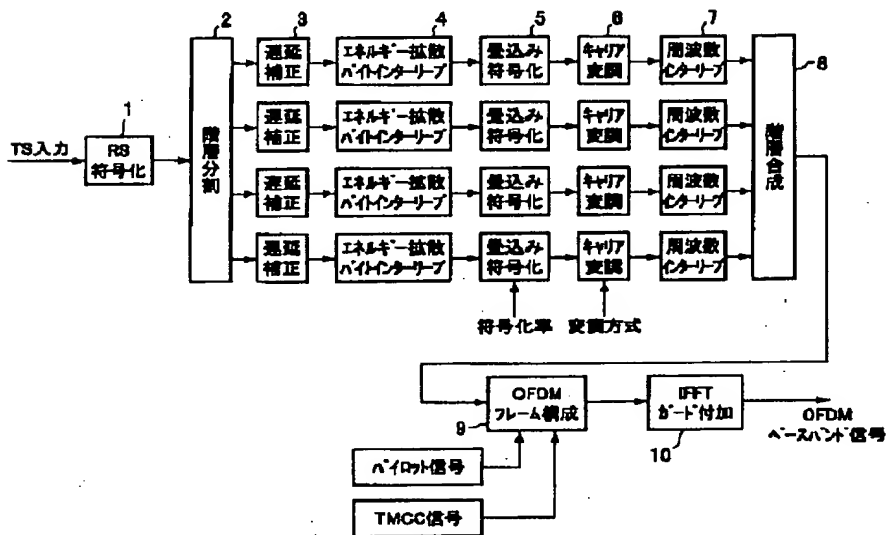 2
3
4
5
6
7
8
遅延
補正
エネルギー拡散
バイトインターリーブ
畳込み
符号化
キャリア
変調
周波数
インターリーブ
1
TS入力
RS
符号化
階層分割
遅延
補正
エネルギー拡散
バイトインターリーブ
畳込み
符号化
キャリア
変調
周波数
インターリーブ
階層合成
遅延
補正
エネルギー拡散
バイトインターリーブ
畳込み
符号化
キャリア
変調
周波数
インターリーブ
遅延
補正
エネルギー拡散
バイトインターリーブ
畳込み
符号化
キャリア
変調
周波数
インターリーブ
符号化率
変調方式
OFDM
フレーム構成
9
IFFT
ガード付加
10
OFDM
ベースバンド信号
パイロット信号
TMCC信号